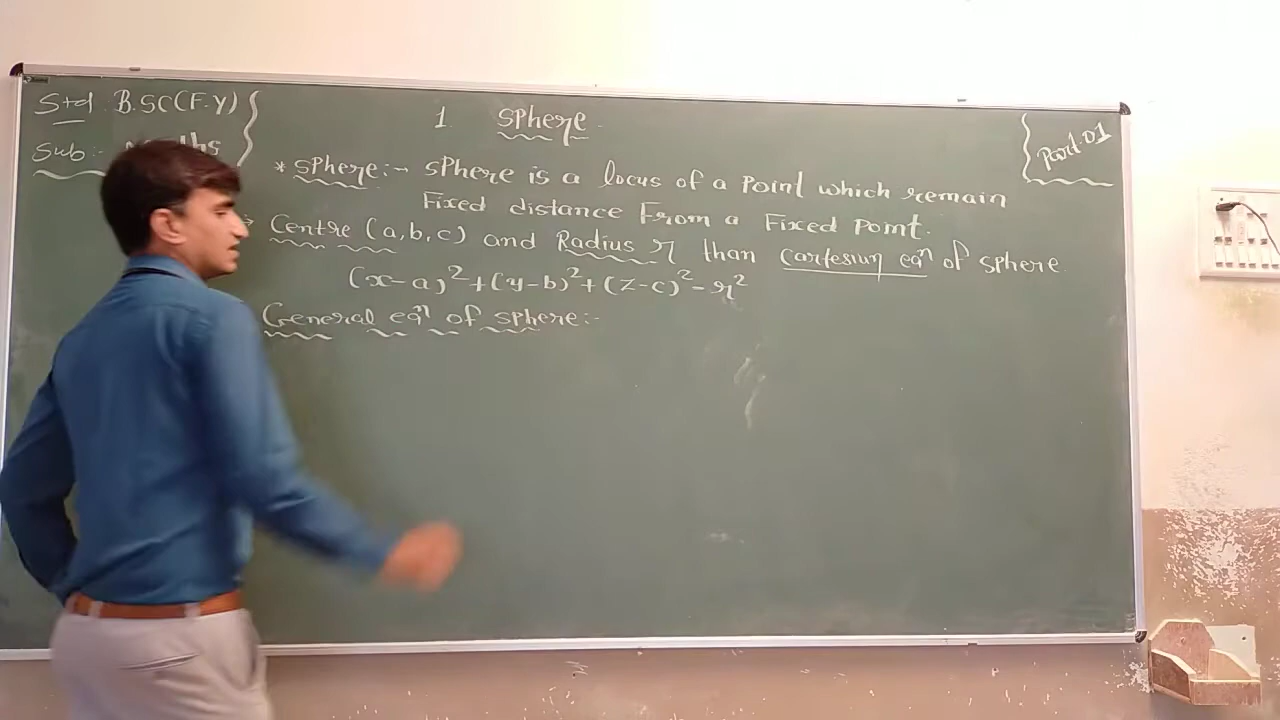 Std B.SC(F.Y)
Sub:-
1. Sphere
Part:01
* Sphere:- Sphere is a locus of a Point which remain
Fixed distance From a Fixed Point.
Centre (a,b,c) and Radius r than cartesian eqⁿ of sphere
(x-a)²+(y-b)²+(z-c)²-r²
General eqⁿ of sphere:-